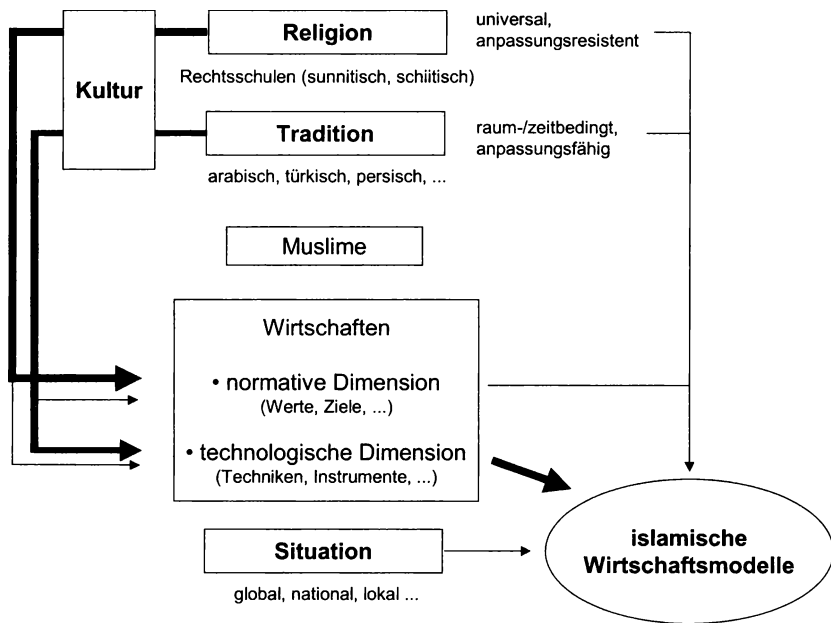 Kultur
Religion
universal,
anpassungsresistent
Rechtsschulen (sunnitisch, schiitisch)
Tradition
raum-/zeitbedingt,
anpassungsfähig
arabisch, türkisch, persisch, ...
Muslime
Wirtschaften
• normative Dimension
(Werte, Ziele, ...)
• technologische Dimension
(Techniken, Instrumente, ...)
Situation
global, national, lokal ...
islamische
Wirtschaftsmodelle